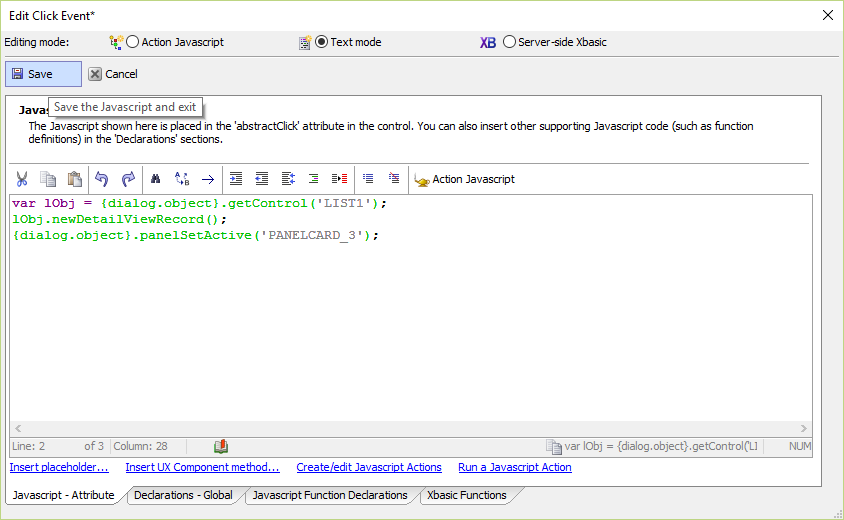 Edit Click Event*
Editing mode: Action Javascript Text mode XB Server-side Xbasic
Save Cancel
Save the Javascript and exit
Javas
The Javascript shown here is placed in the 'abstractClick' attribute in the control. You can also insert other supporting Javascript code (such as function
definitions) in the 'Declarations' sections.
Action Javascript
var lObj = {dialog.object}.getControl('LIST1');
lObj.newDetailViewRecord();
{dialog.object}.panelSetActive('PANELCARD_3');
Line: 2 of 3 Column: 28 var lObj = {dialog.object}.getControl('LI NUM
Insert placeholder... Insert UX Component method... Create/edit Javascript Actions Run a Javascript Action
Javascript - Attribute Declarations - Global Javascript Function Declarations Xbasic Functions